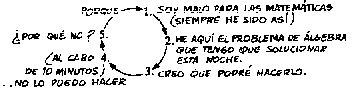 PORQUE
1. SOY MALO PARA LAS MATEMÁTICAS
(SIEMPRE HE SIDO ASÍ)
2. HE AQUÍ EL PROBLEMA DE ÁLGEBRA
QUE TENGO QUE SOLUCIONAR
ESTA NOCHE.
3. CREO QUE PODRÉ HACERLO.
4.
(AL CABO
DE 10 MINUTOS)
...NO LO PUEDO HACER
¿POR QUÉ NO? 5.